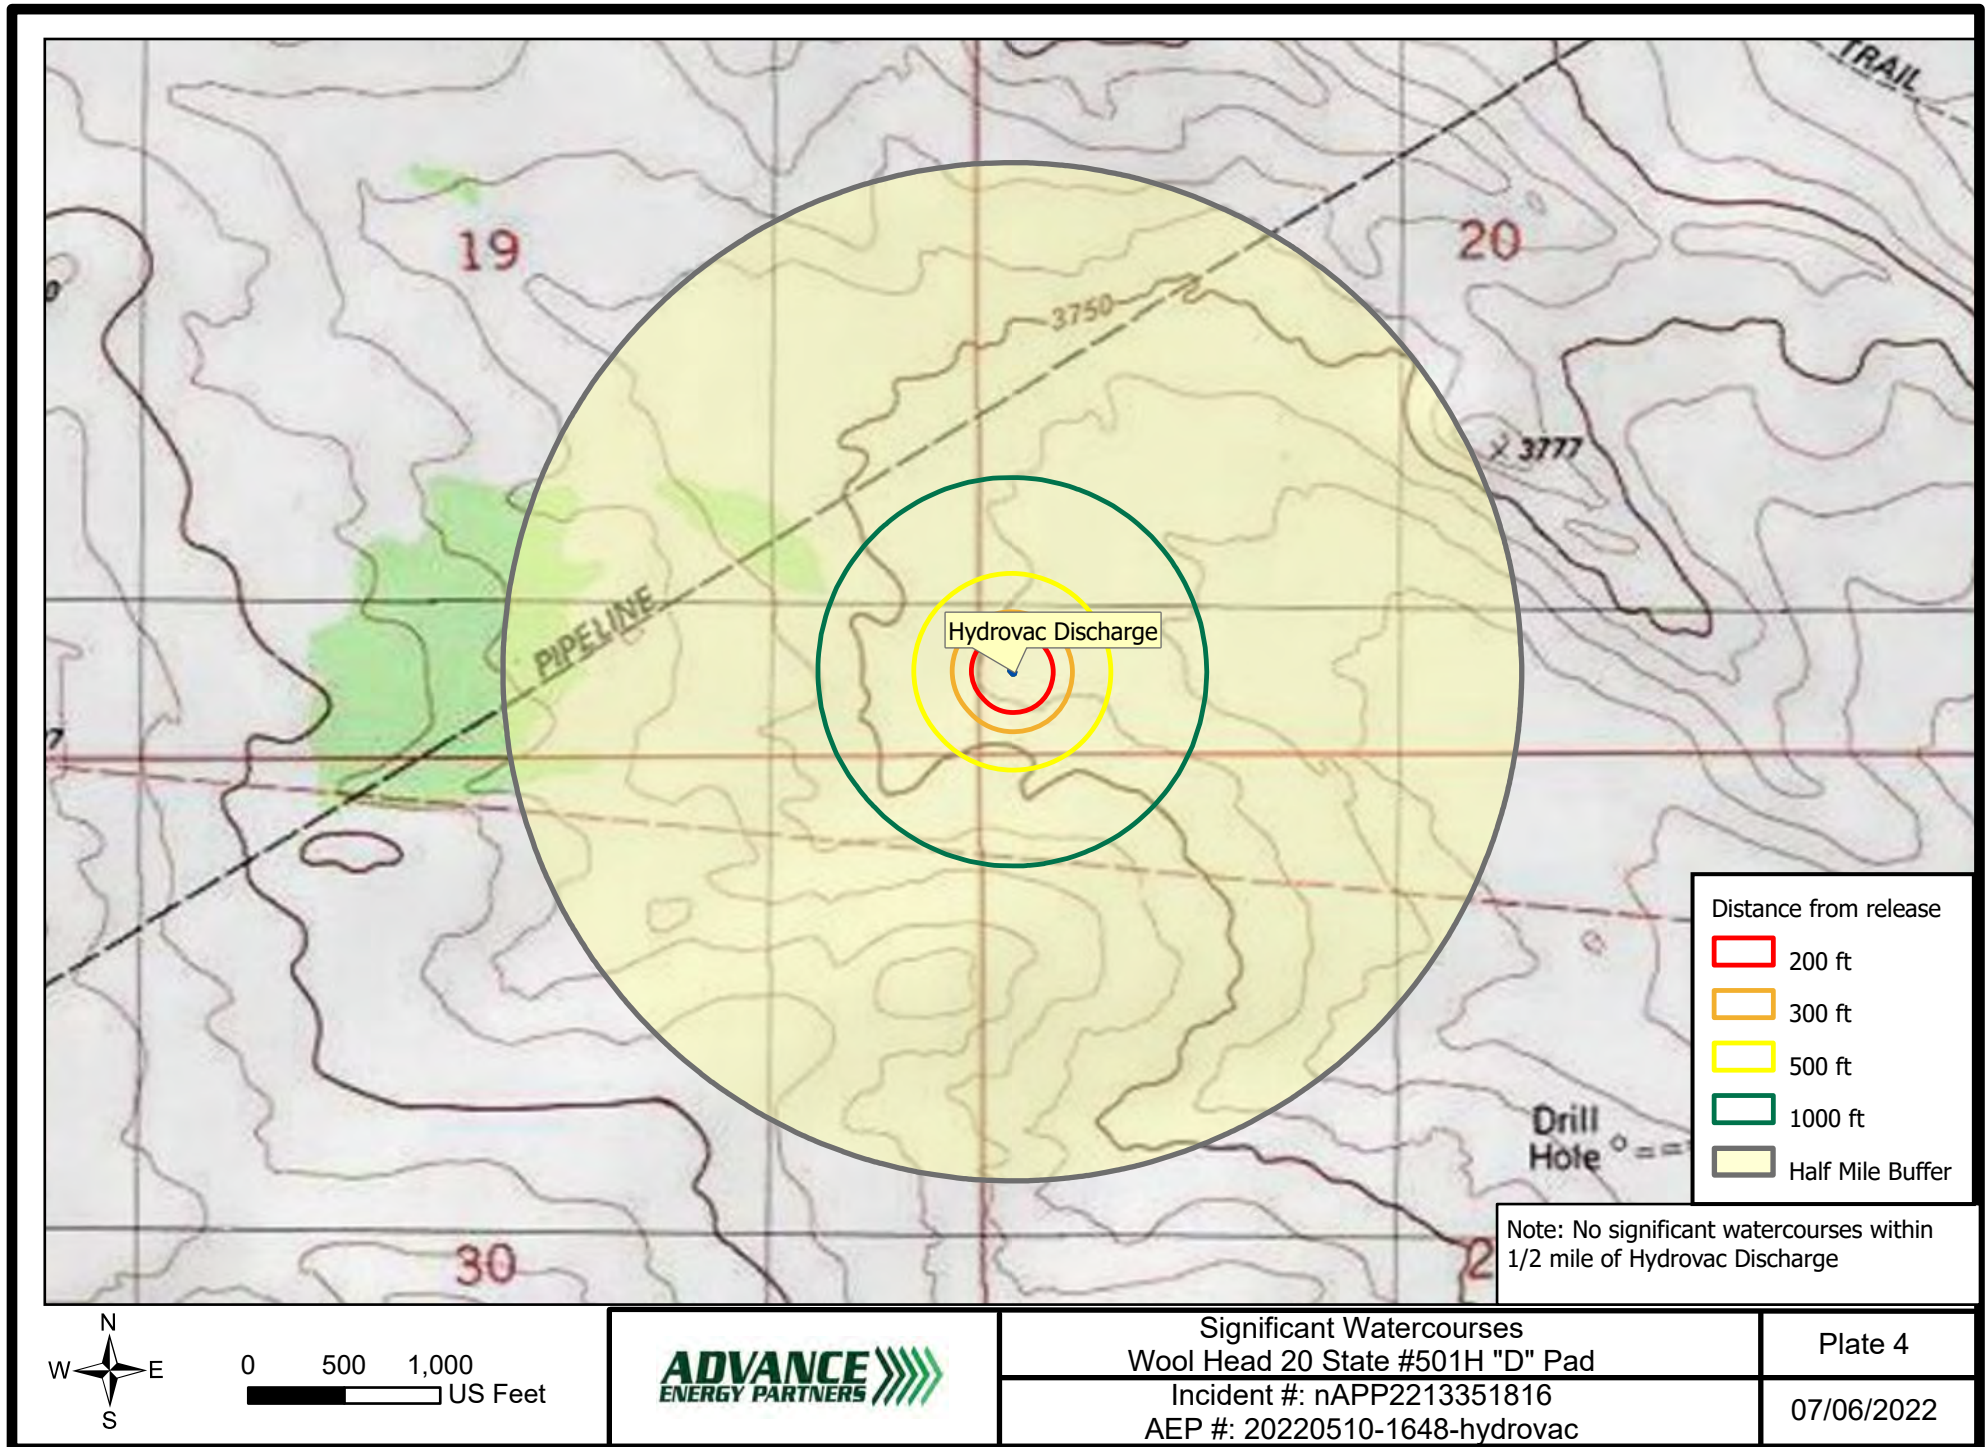 TRAIL
19
20
3750
3777
PIPELINE
Hydrovac Discharge
7
Drill
Hole
30
2
Distance from release
200 ft
300 ft
500 ft
1000 ft
Half Mile Buffer
Note: No significant watercourses within
1/2 mile of Hydrovac Discharge
N
W E
S
0 500 1,000
US Feet
ADVANCE
ENERGY PARTNERS
Significant Watercourses
Wool Head 20 State #501H "D" Pad
Incident #: nAPP2213351816
AEP #: 20220510-1648-hydrovac
Plate 4
07/06/2022